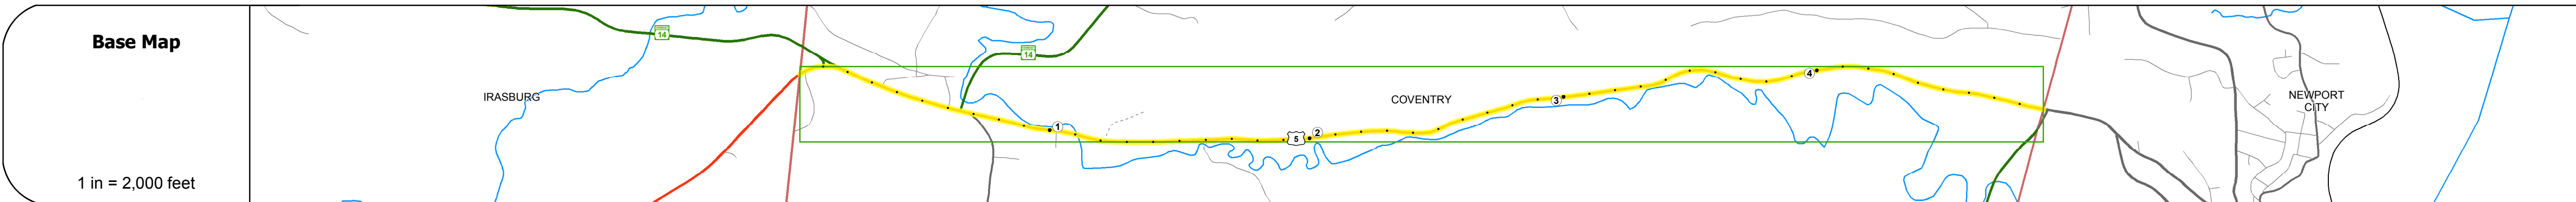 Base Map
1 in = 2,000 feet
14
14
IRASBURG
COVENTRY
NEWPORT
CITY
1
5
2
3
4